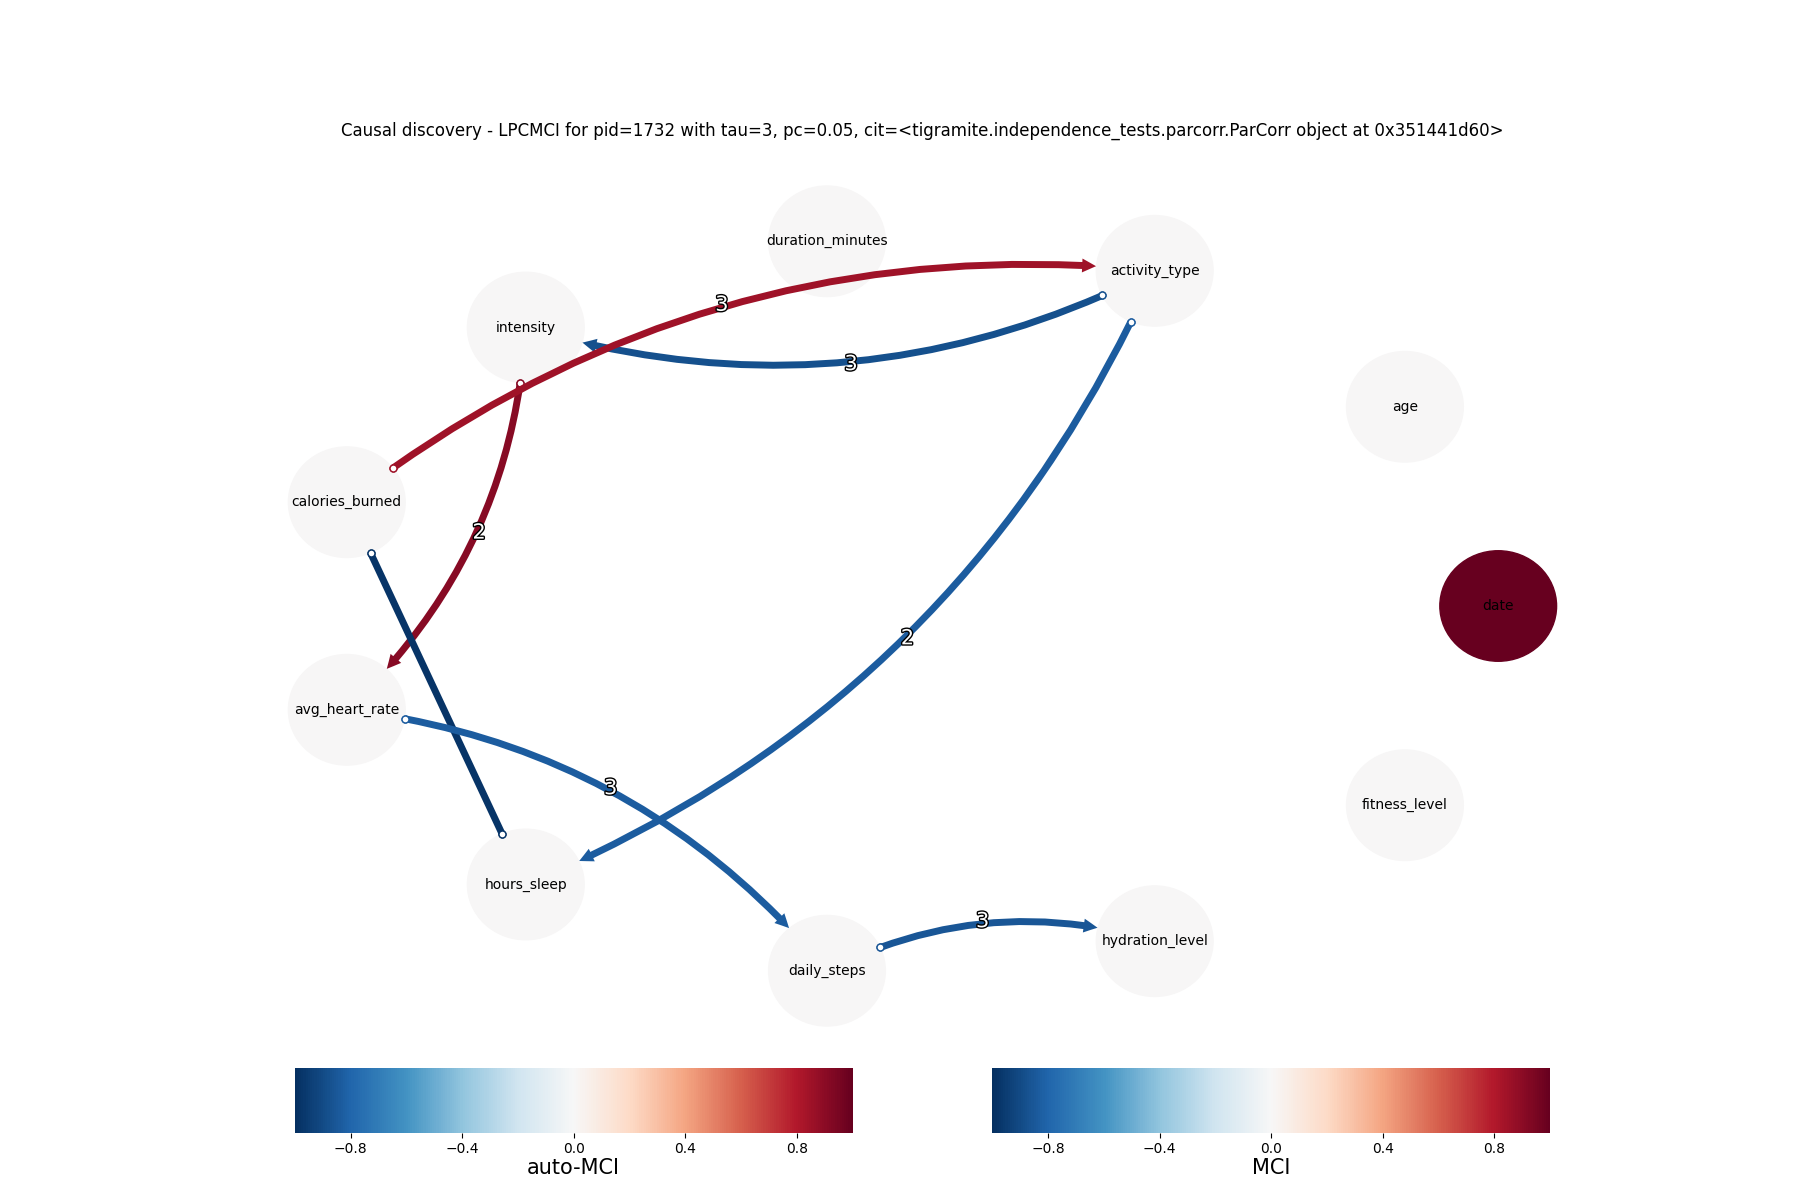 Causal discovery - LPCMCI for pid=1732 with tau=3, pc=0.05, cit=<tigramite.independence_tests.parcorr.ParCorr object at 0x351441d60>
duration_minutes
activity_type
3
intensity
3
age
calories_burned
2
date
2
avg_heart_rate
3
fitness_level
hours_sleep
3
hydration_level
daily_steps
−0.8 −0.4 0.0 0.4 0.8
auto-MCI
−0.8 −0.4 0.0 0.4 0.8
MCI